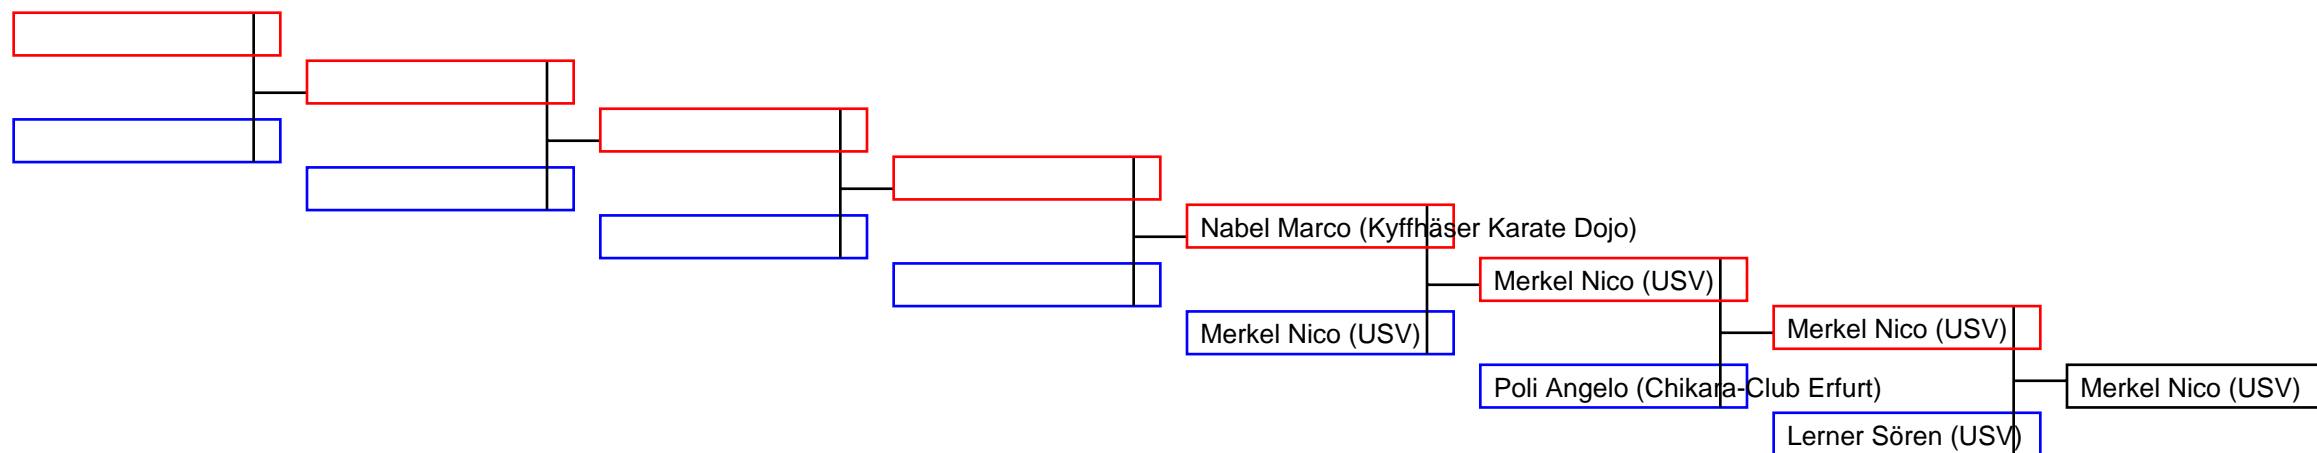 Nabel Marco (Kyffhäser Karate Dojo)
Merkel Nico (USV)
Merkel Nico (USV)
Poli Angelo (Chikara-Club Erfurt)
Merkel Nico (USV)
Lerner Sören (USV)
Merkel Nico (USV)